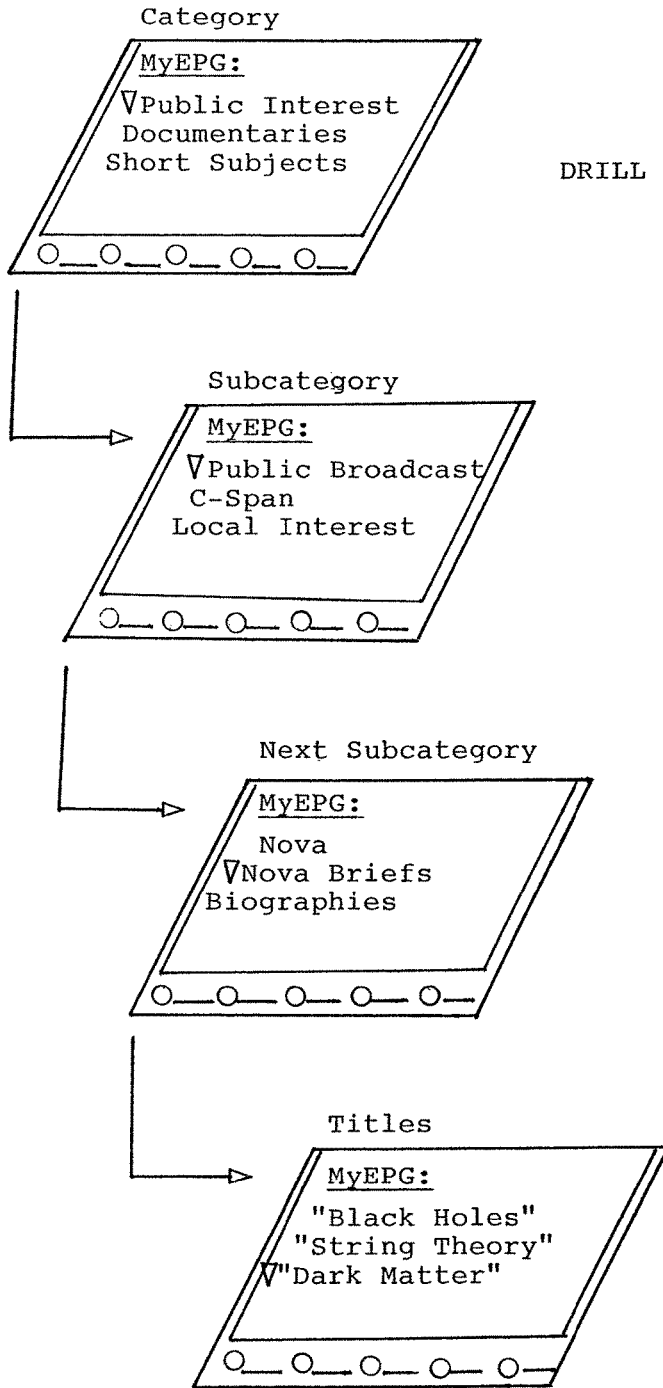 Category
MyEPG:
∇Public Interest
Documentaries
Short Subjects
DRILL
Subcategory
MyEPG:
∇Public Broadcast
C-Span
Local Interest
Next Subcategory
MyEPG:
Nova
∇Nova Briefs
Biographies
Titles
MyEPG:
"Black Holes"
"String Theory"
∇"Dark Matter"